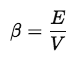 β = E/V